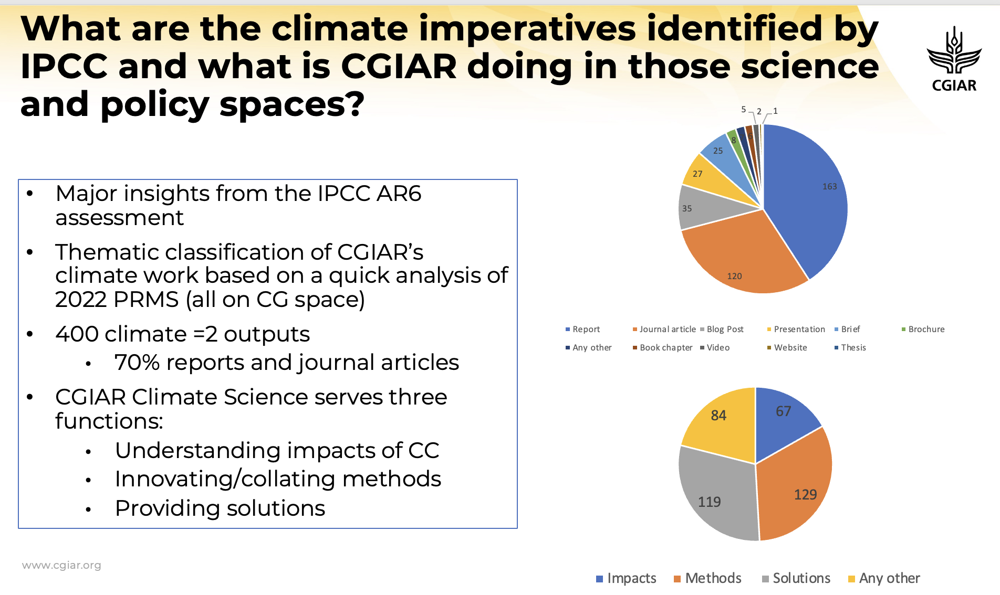 What are the climate imperatives identified by
IPCC and what is CGIAR doing in those science
and policy spaces?
CGIAR
• Major insights from the IPCC AR6
assessment
• Thematic classification of CGIAR’s
climate work based on a quick analysis of
2022 PRMS (all on CG space)
• 400 climate =2 outputs
• 70% reports and journal articles
• CGIAR Climate Science serves three
functions:
• Understanding impacts of CC
• Innovating/collating methods
• Providing solutions
5 2 1
6
8
25
27
163
35
120
Report Journal article Blog Post Presentation Brief Brochure
Any other Book chapter Video Website Thesis
84 67
129
119
Impacts Methods Solutions Any other
www.cgiar.org